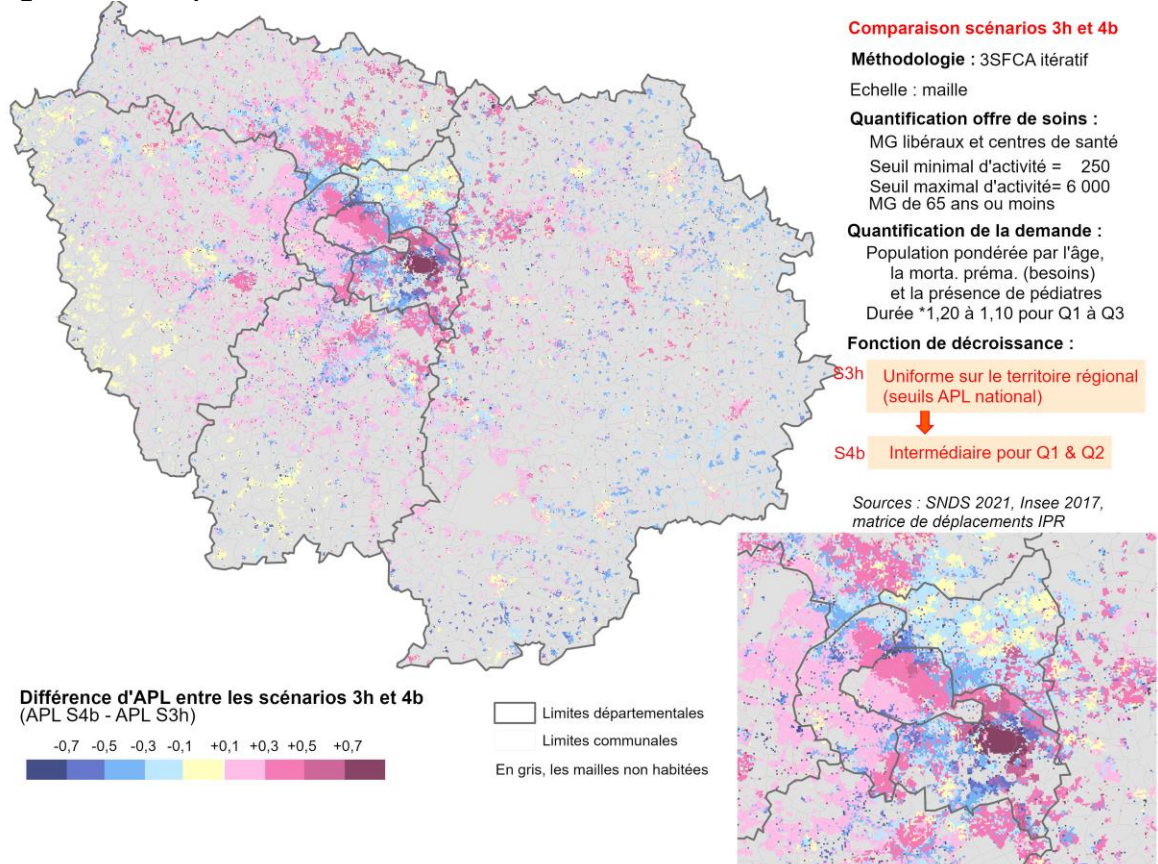 Comparaison scénarios 3h et 4b
Méthodologie : 3SFCA itératif
Echelle : maille
Quantification offre de soins :
MG libéraux et centres de santé
Seuil minimal d'activité = 250
Seuil maximal d'activité= 6 000
MG de 65 ans ou moins
Quantification de la demande :
Population pondérée par l'âge,
la morta. préma. (besoins)
et la présence de pédiatres
Durée *1,20 à 1,10 pour Q1 à Q3
Fonction de décroissance :
S3h Uniforme sur le territoire régional
(seuils APL national)
S4b Intermédiaire pour Q1 & Q2
Sources : SNDS 2021, Insee 2017,
matrice de déplacements IPR
Différence d'APL entre les scénarios 3h et 4b
(APL S4b - APL S3h)
-0,7 -0,5 -0,3 -0,1 +0,1 +0,3 +0,5 +0,7
Limites départementales
Limites communales
En gris, les mailles non habitées